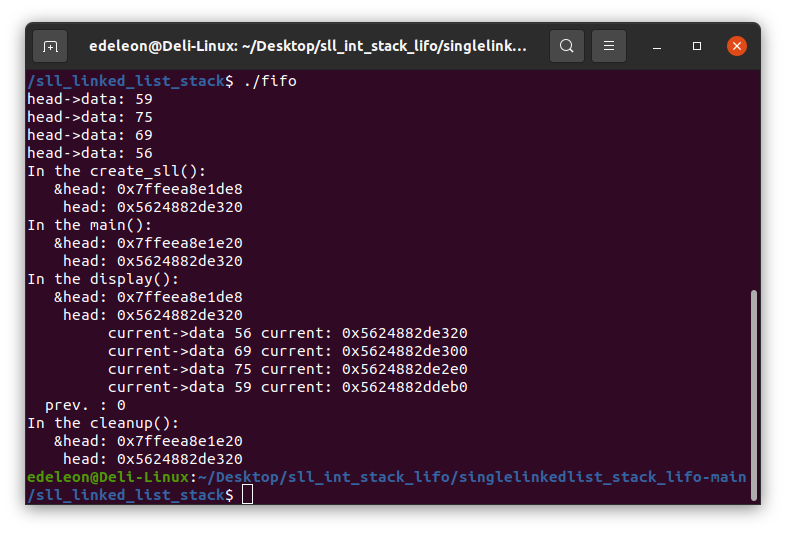 edeleon@Deli-Linux: ~/Desktop/sll_int_stack_lifo/singlelink...
/sll_linked_list_stack$ ./fifo
head->data: 59
head->data: 75
head->data: 69
head->data: 56
In the create_sll():
   &head: 0x7ffeea8e1de8
    head: 0x5624882de320
In the main():
   &head: 0x7ffeea8e1e20
    head: 0x5624882de320
In the display():
   &head: 0x7ffeea8e1de8
    head: 0x5624882de320
         current->data 56 current: 0x5624882de320
         current->data 69 current: 0x5624882de300
         current->data 75 current: 0x5624882de2e0
         current->data 59 current: 0x5624882ddeb0
  prev. : 0
In the cleanup():
   &head: 0x7ffeea8e1e20
    head: 0x5624882de320
edeleon@Deli-Linux:~/Desktop/sll_int_stack_lifo/singlelinkedlist_stack_lifo-main
/sll_linked_list_stack$